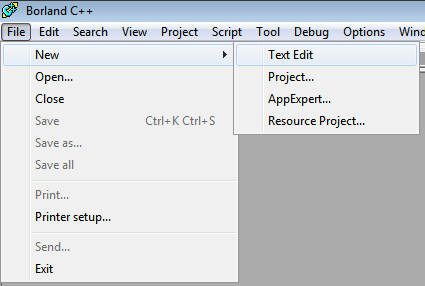 Borland C++
File Edit Search View Project Script Tool Debug Options Wind
New
Open...
Close
Save Ctrl+K Ctrl+S
Save as...
Save all
Print...
Printer setup...
Send...
Exit
Text Edit
Project...
AppExpert...
Resource Project...